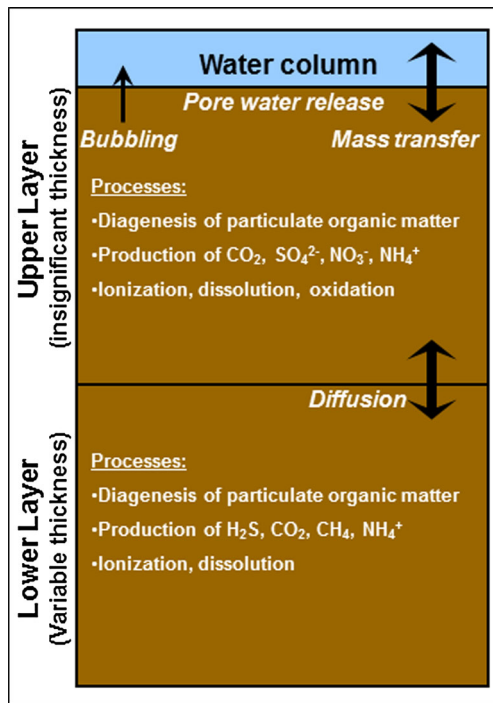 Water column
Pore water release
Bubbling
Mass transfer
Upper Layer
(insignificant thickness)
Processes:
•Diagenesis of particulate organic matter
•Production of CO₂, SO₄²⁻, NO₃⁻, NH₄⁺
•Ionization, dissolution, oxidation
Diffusion
Lower Layer
(Variable thickness)
Processes:
•Diagenesis of particulate organic matter
•Production of H₂S, CO₂, CH₄, NH₄⁺
•Ionization, dissolution